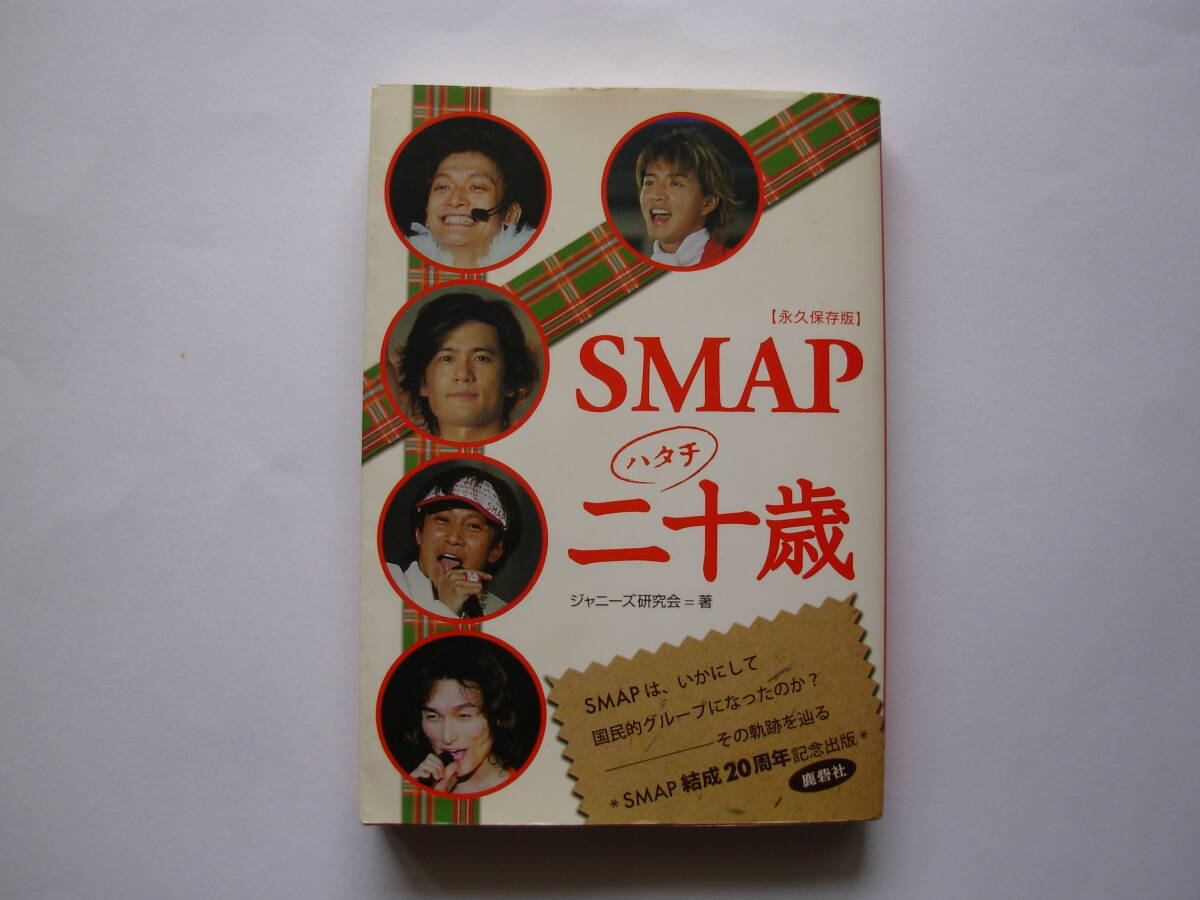 【永久保存版】
SMAP
ハタチ
二十歳
ジャニーズ研究会=著
SMAPは、いかにして
国民的グループになったのか?
――その軌跡を辿る
*SMAP結成20周年記念出版*
鹿砦社
SMAP